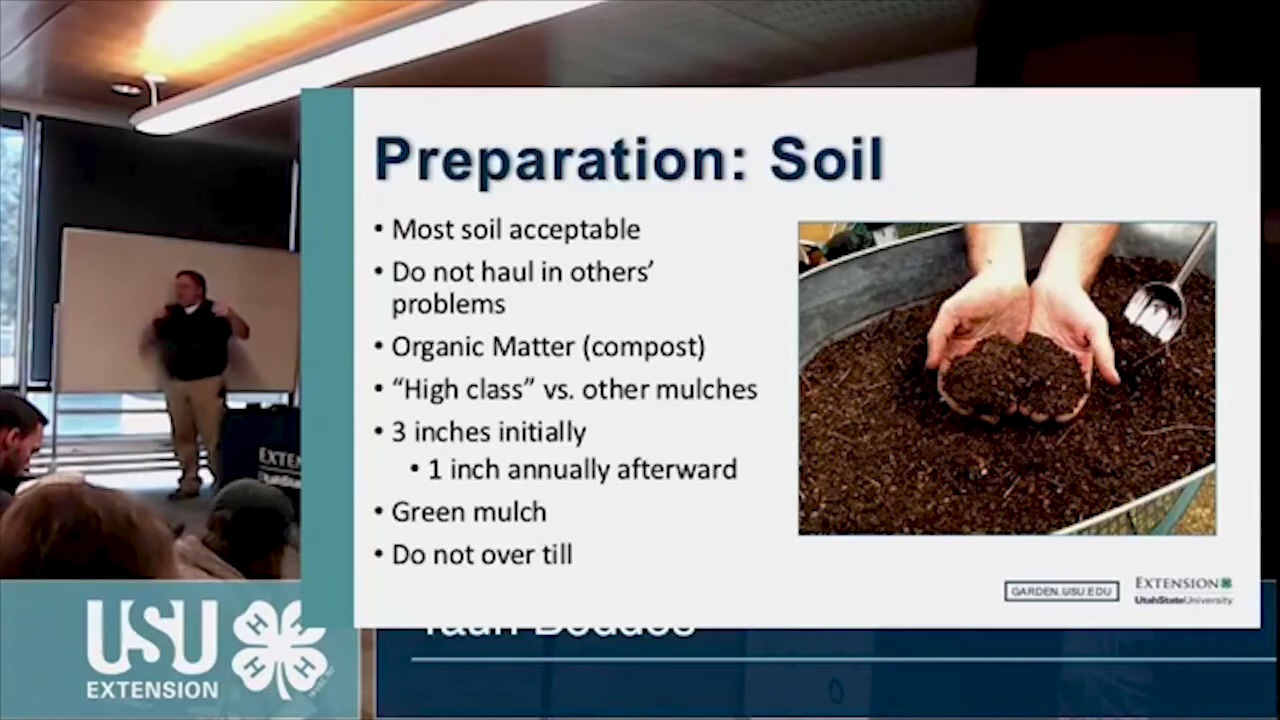 Preparation: Soil
• Most soil acceptable
• Do not haul in others’
problems
• Organic Matter (compost)
• “High class” vs. other mulches
• 3 inches initially
• 1 inch annually afterward
• Green mulch
• Do not over till
GARDEN.USU.EDU
EXTENSION
UtahStateUniversity
EXTE
USU
EXTENSION
H H
H H